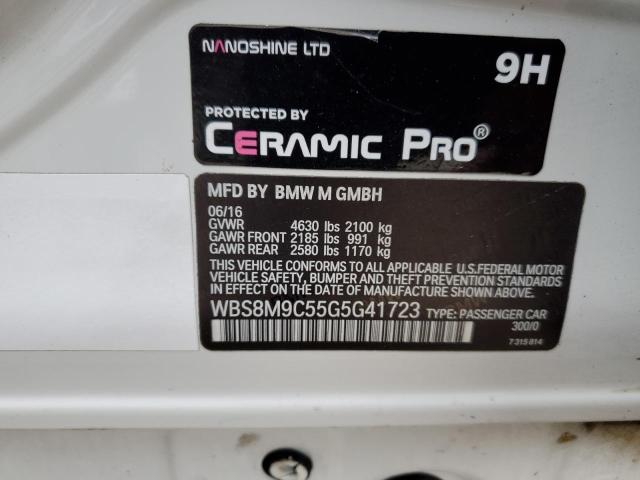 NANOSHINE LTD
9H
PROTECTED BY
CERAMIC PRO®
MFD BY BMW M GMBH
06/16
GVWR 4630 lbs 2100 kg
GAWR FRONT 2185 lbs 991 kg
GAWR REAR 2580 lbs 1170 kg
THIS VEHICLE CONFORMS TO ALL APPLICABLE U.S.FEDERAL MOTOR
VEHICLE SAFETY, BUMPER AND THEFT PREVENTION STANDARDS
IN EFFECT ON THE DATE OF MANUFACTURE SHOWN ABOVE.
WBS8M9C55G5G41723 TYPE: PASSENGER CAR
300/0
7 315 814